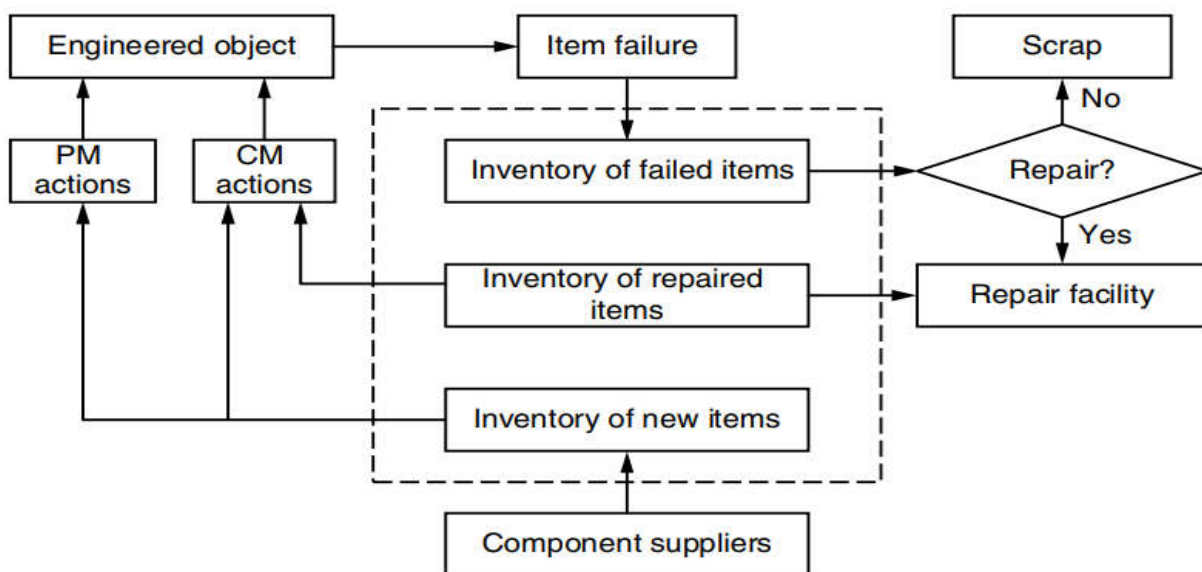 Engineered object
Item failure
Scrap
No
PM
actions
CM
actions
Inventory of failed items
Repair?
Yes
Inventory of repaired
items
Repair facility
Inventory of new items
Component suppliers